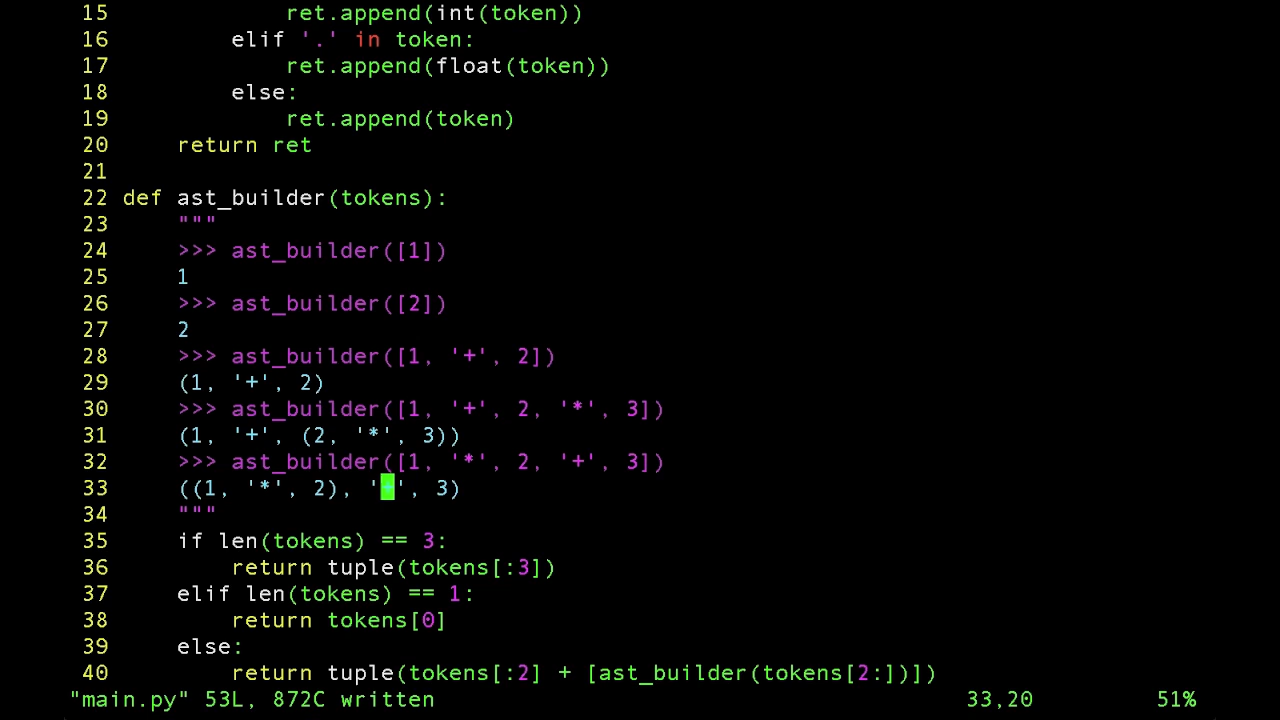 15             ret.append(int(token))
16         elif '.' in token:
17             ret.append(float(token))
18         else:
19             ret.append(token)
20     return ret
21
22 def ast_builder(tokens):
23     """
24     >>> ast_builder([1])
25     1
26     >>> ast_builder([2])
27     2
28     >>> ast_builder([1, '+', 2])
29     (1, '+', 2)
30     >>> ast_builder([1, '+', 2, '*', 3])
31     (1, '+', (2, '*', 3))
32     >>> ast_builder([1, '*', 2, '+', 3])
33     ((1, '*', 2), '+', 3)
34     """
35     if len(tokens) == 3:
36         return tuple(tokens[:3])
37     elif len(tokens) == 1:
38         return tokens[0]
39     else:
40         return tuple(tokens[:2] + [ast_builder(tokens[2:])])
"main.py" 53L, 872C written 33,20 51%